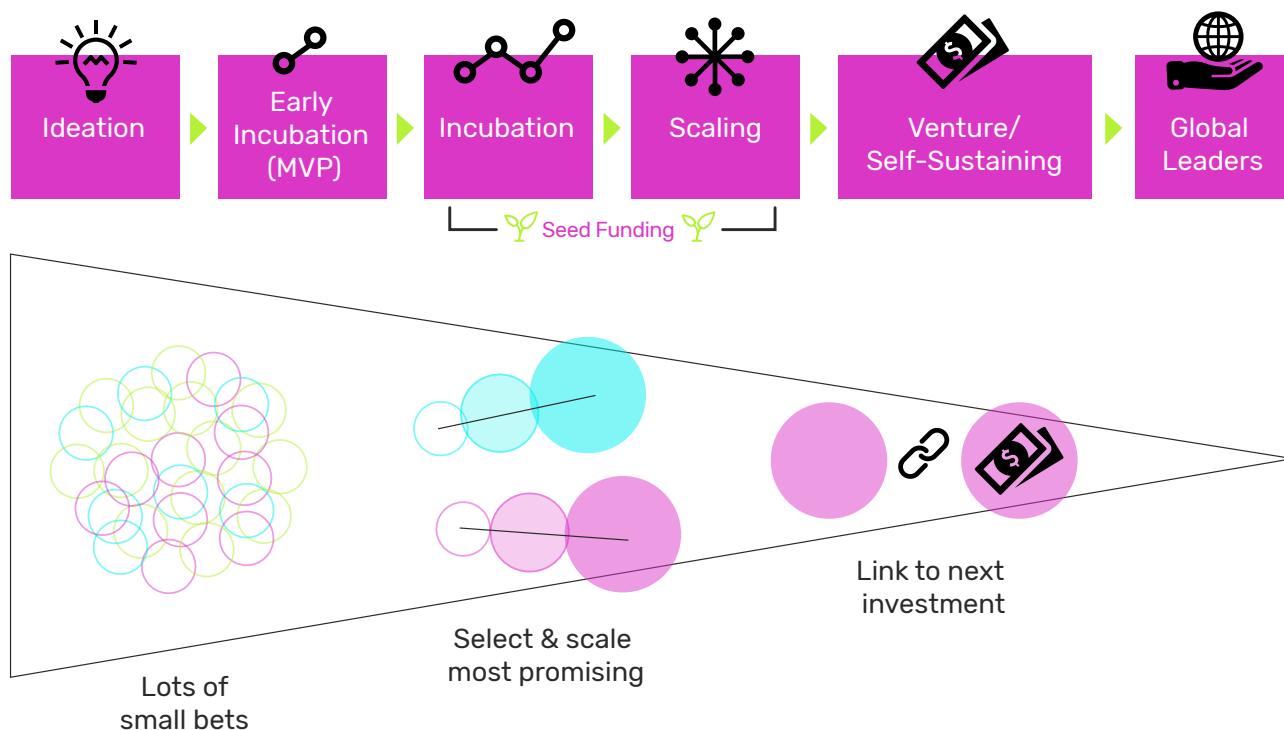 Ideation
Early
Incubation
(MVP)
Incubation
Scaling
Venture/
Self-Sustaining
Global
Leaders
Seed Funding
$
$
Link to next
investment
Select & scale
most promising
Lots of
small bets